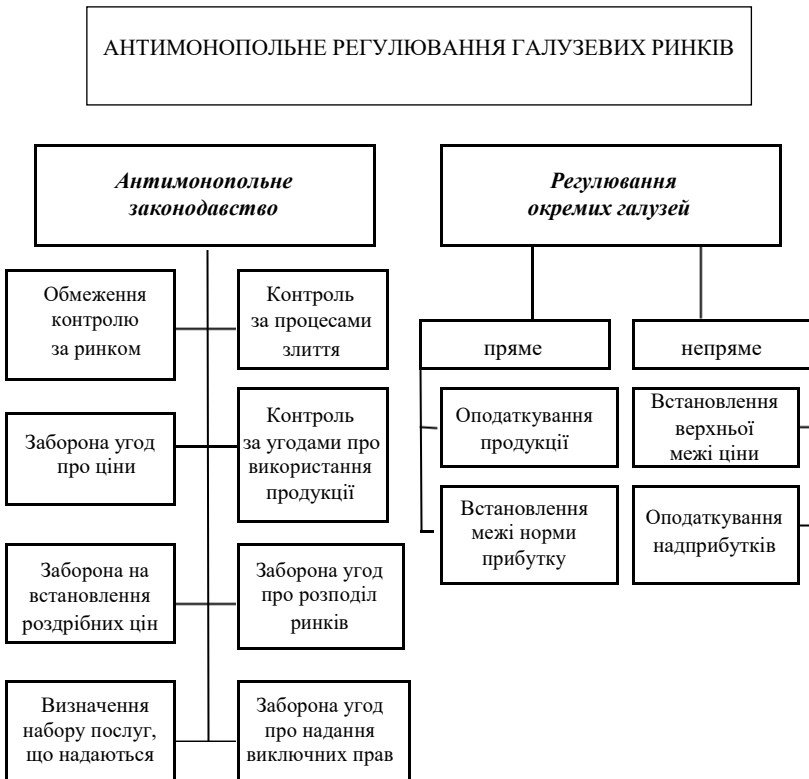 АНТИМОНОПОЛЬНЕ РЕГУЛЮВАННЯ ГАЛУЗЕВИХ РИНКІВ
Антимонопольне
законодавство
Регулювання
окремих галузей
Обмеження
контролю
за ринком
Контроль
за процесами
злиття
пряме
непряме
Заборона угод
про ціни
Контроль
за угодами про
використання
продукції
Оподаткування
продукції
Встановлення
верхньої
межі ціни
Встановлення
межі норми
прибутку
Оподаткування
надприбутків
Заборона на
встановлення
роздрібних цін
Заборона угод
про розподіл
ринків
Визначення
набору послуг,
що надаються
Заборона угод
про надання
виключних прав